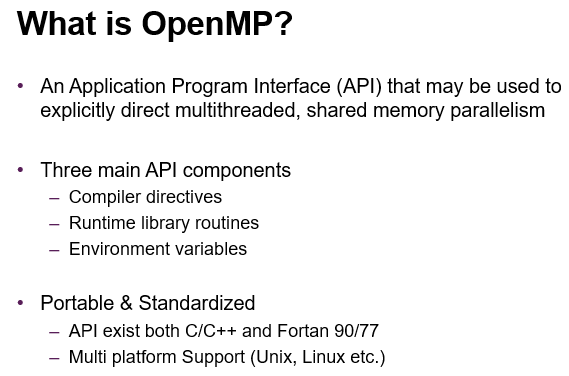 What is OpenMP?
• An Application Program Interface (API) that may be used to
explicitly direct multithreaded, shared memory parallelism
• Three main API components
– Compiler directives
– Runtime library routines
– Environment variables
• Portable & Standardized
– API exist both C/C++ and Fortan 90/77
– Multi platform Support (Unix, Linux etc.)